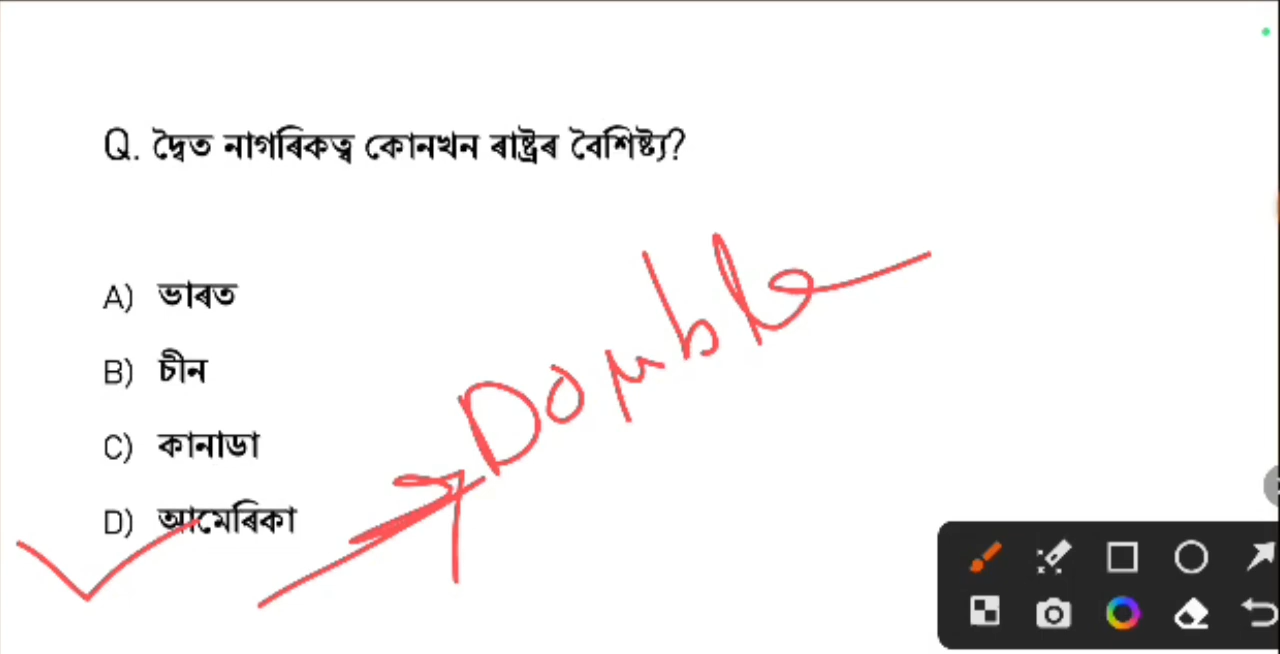 Q. দ্বৈত নাগৰিকত্ব কোনখন ৰাষ্ট্ৰৰ বৈশিষ্ট্য?
A) ভাৰত
B) চীন
C) কানাডা
D) আমেৰিকা
Double